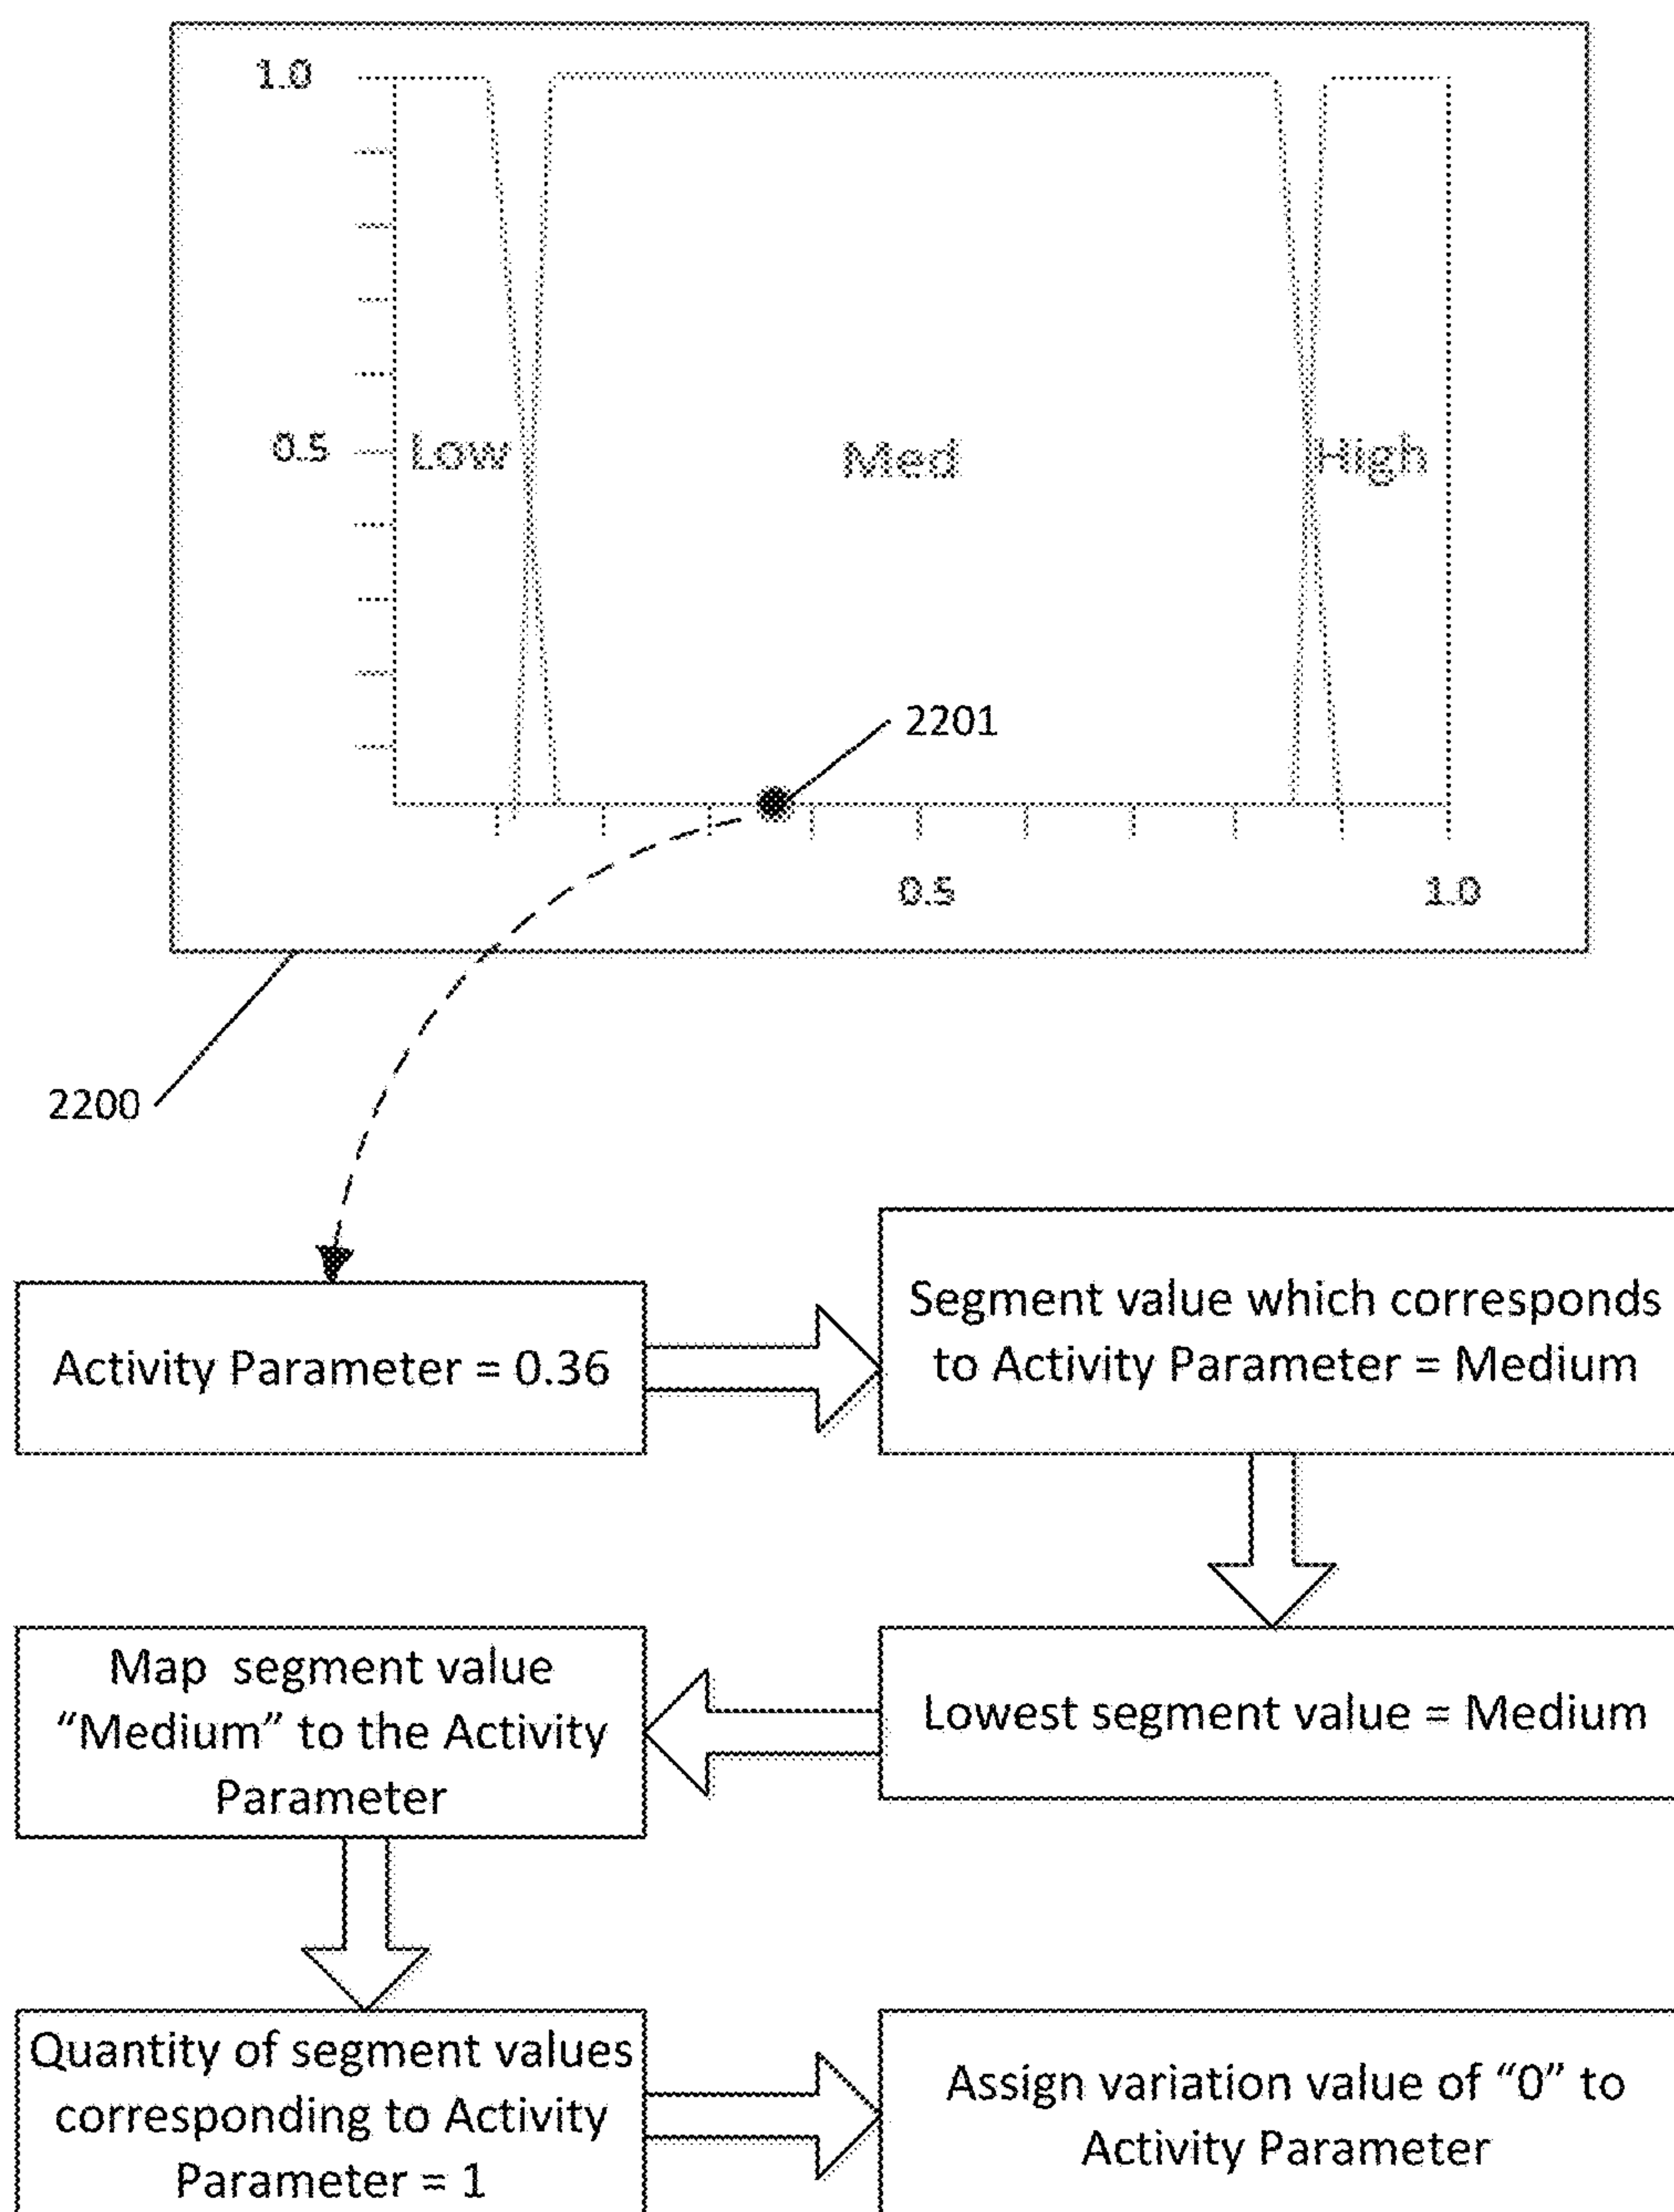 1.0
0.5
Low
Med
High
2201
0.5
1.0
2200
Activity Parameter = 0.36
Segment value which corresponds
to Activity Parameter = Medium
Map segment value
“Medium” to the Activity
Parameter
Lowest segment value = Medium
Quantity of segment values
corresponding to Activity
Parameter = 1
Assign variation value of “0” to
Activity Parameter